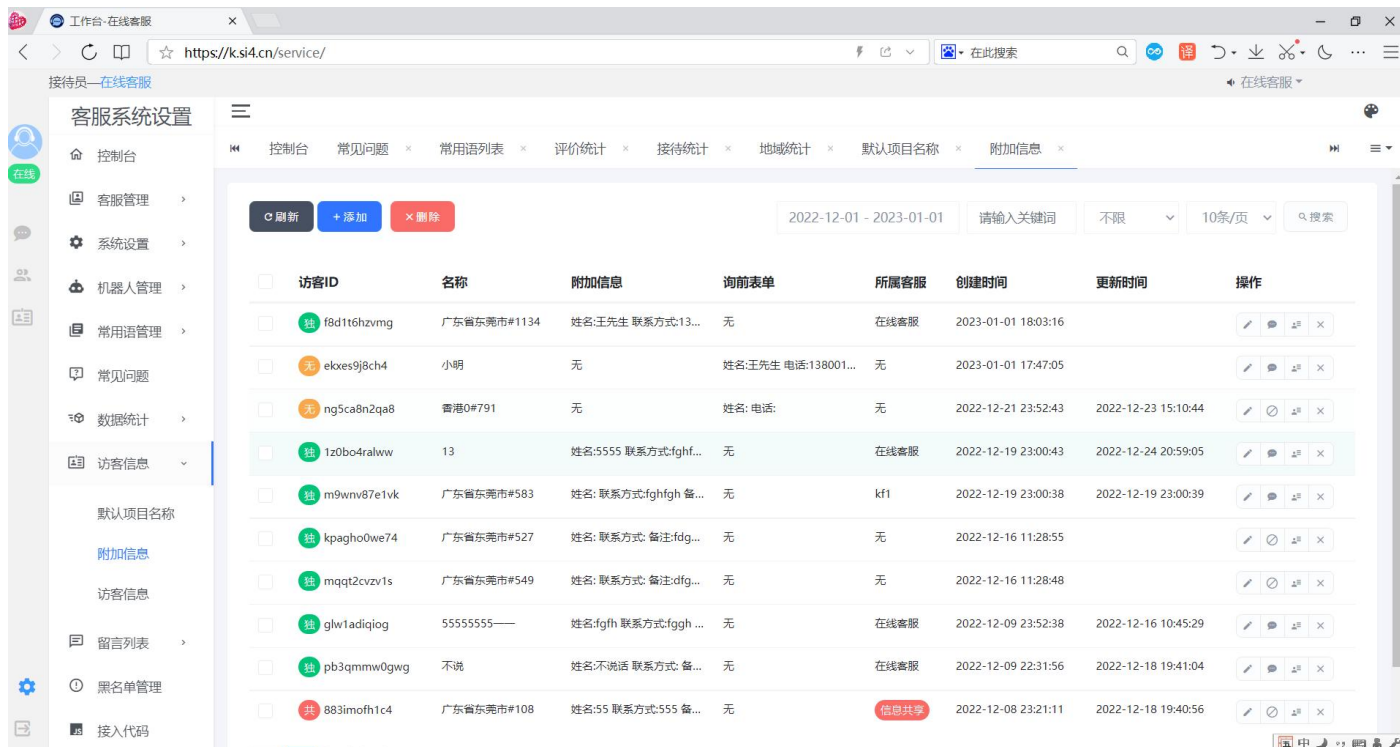 工作台-在线客服
https://k.si4.cn/service/
在此搜索
译
接待员—在线客服
在线客服
客服系统设置
在线
控制台
客服管理
系统设置
机器人管理
常用语管理
常见问题
数据统计
访客信息
默认项目名称
附加信息
访客信息
留言列表
黑名单管理
JS 接入代码
控制台 常见问题 × 常用语列表 × 评价统计 × 接待统计 × 地域统计 × 默认项目名称 × 附加信息 ×
刷新 +添加 ×删除 2022-12-01 - 2023-01-01 请输入关键词 不限 10条/页 搜索
访客ID 名称 附加信息 询前表单 所属客服 创建时间 更新时间 操作
独 f8d1t6hzvmg 广东省东莞市#1134 姓名:王先生 联系方式:13... 无 在线客服 2023-01-01 18:03:16
无 ekxes9j8ch4 小明 无 姓名:王先生 电话:138001... 无 2023-01-01 17:47:05
无 ng5ca8n2qa8 香港0#791 无 姓名: 电话: 无 2022-12-21 23:52:43 2022-12-23 15:10:44
独 1z0bo4ralww 13 姓名:5555 联系方式:fghf... 无 在线客服 2022-12-19 23:00:43 2022-12-24 20:59:05
独 m9wnv87e1vk 广东省东莞市#583 姓名: 联系方式:fghfgh 备... 无 kf1 2022-12-19 23:00:38 2022-12-19 23:00:39
独 kpagho0we74 广东省东莞市#527 姓名: 联系方式: 备注:fdg... 无 无 2022-12-16 11:28:55
独 mqqt2cvzv1s 广东省东莞市#549 姓名: 联系方式: 备注:dfg... 无 无 2022-12-16 11:28:48
独 glw1adiqiog 55555555—— 姓名:fgfh 联系方式:fggh ... 无 在线客服 2022-12-09 23:52:38 2022-12-16 10:45:29
独 pb3qmmw0gwg 不说 姓名:不说话 联系方式: 备... 无 在线客服 2022-12-09 22:31:56 2022-12-18 19:41:04
共 883imofh1c4 广东省东莞市#108 姓名:55 联系方式:555 备... 无 信息共享 2022-12-08 23:21:11 2022-12-18 19:40:56
五 中